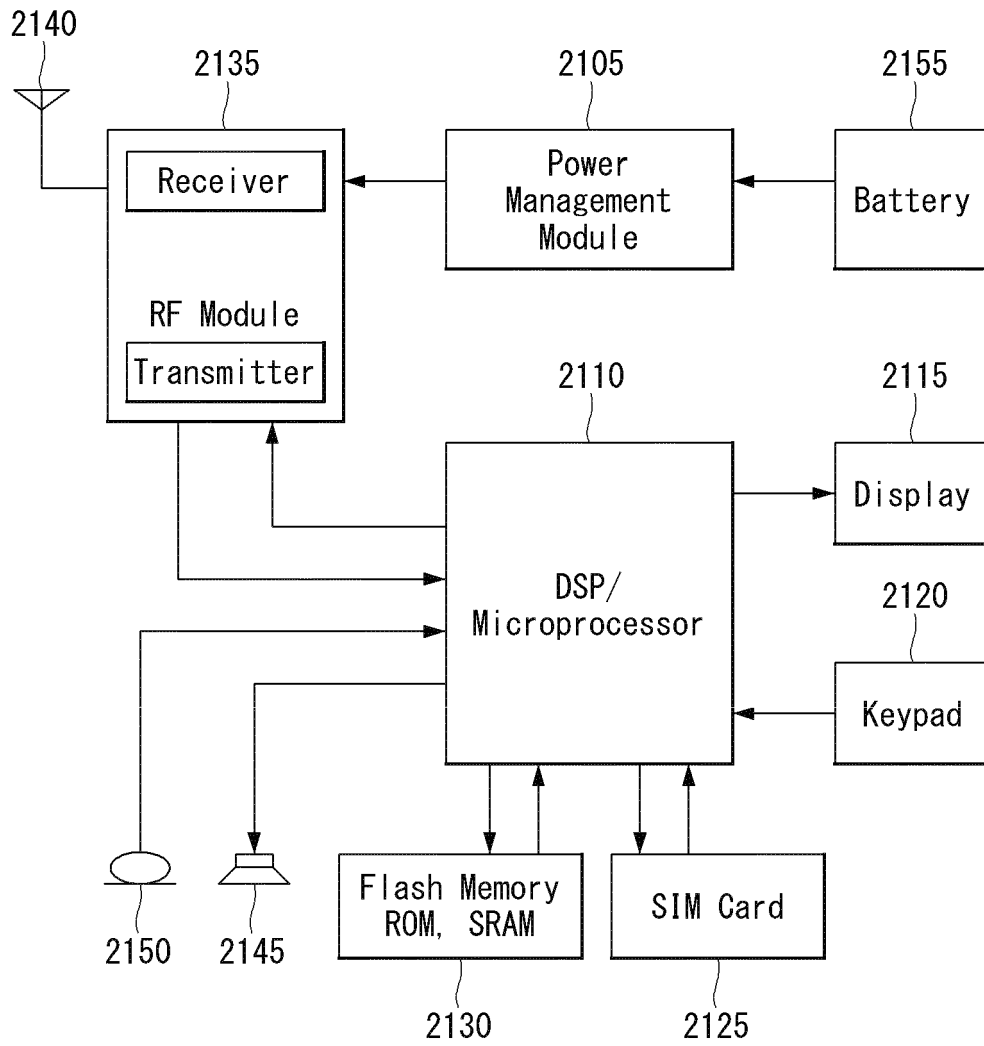 2140
2135
2105
2155
Receiver
RF Module
Transmitter
Power
Management
Module
Battery
2110
2115
DSP/
Microprocessor
Display
2120
Keypad
2150
2145
Flash Memory
ROM, SRAM
SIM Card
2130
2125